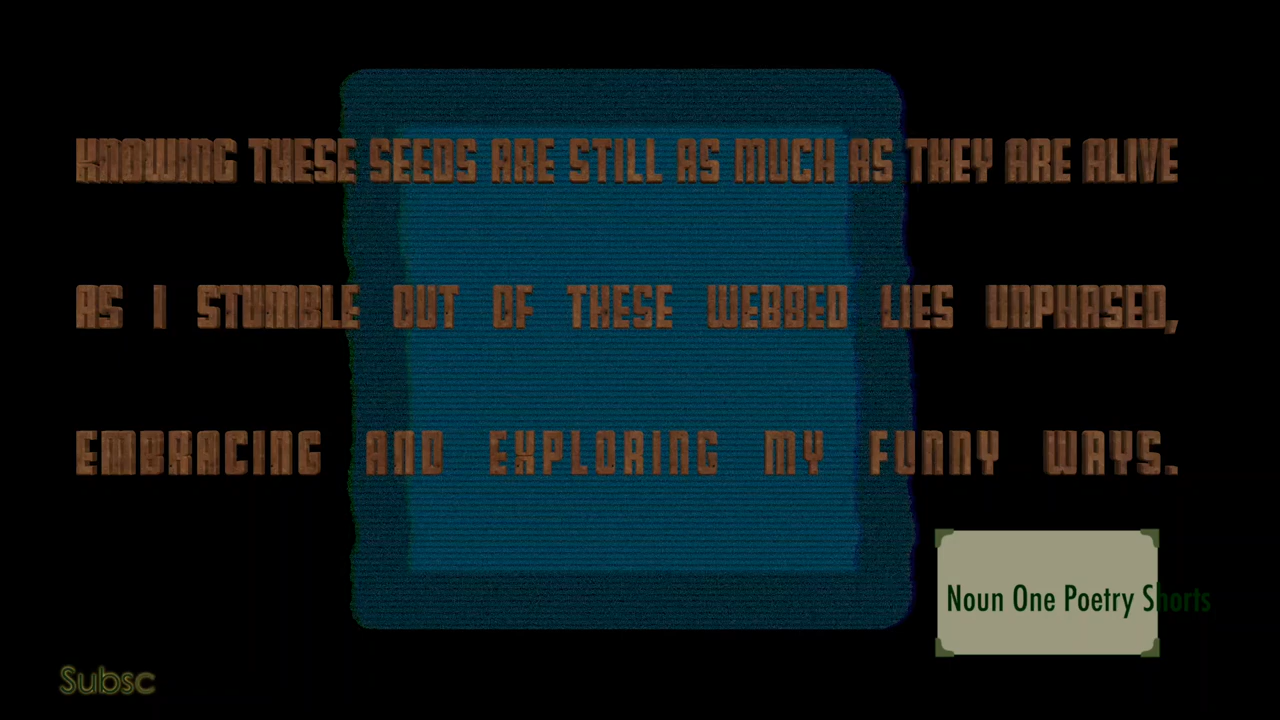 KNOWING THESE SEEDS ARE STILL AS MUCH AS THEY ARE ALIVE
AS I STUMBLE OUT OF THESE WEBBED LIES UNPHASED,
EMBRACING AND EXPLORING MY FUNNY WAYS.
Noun One Poetry Shorts
Subsc